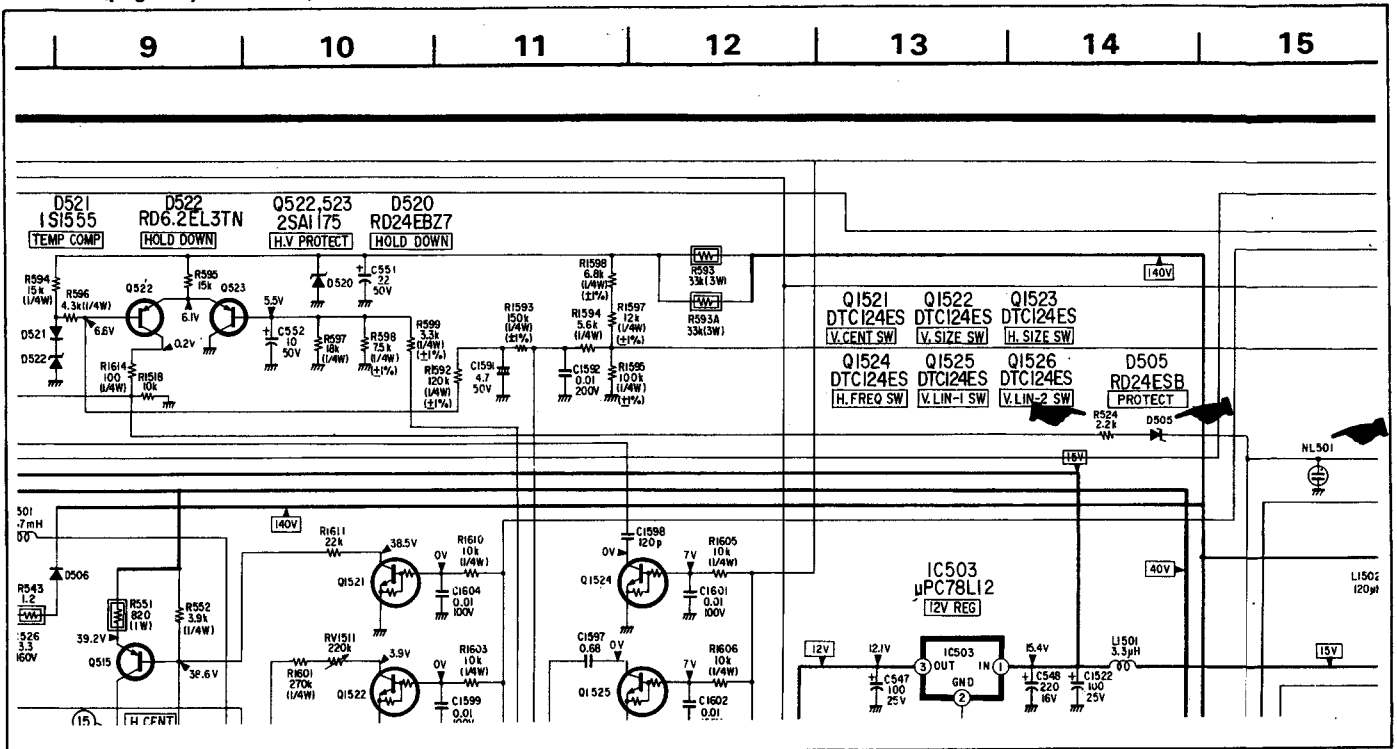 9 10 11 12 13 14 15
D521 D522 Q522,523 D520
1S1555 RD6.2EL3TN 2SA1175 RD24EBZ7
TEMP COMP HOLD DOWN H.V PROTECT HOLD DOWN
R594
15k
(1/4W)
R596
4.3k(1/4W)
Q522
R595
15k
Q523
5.5V
D520
C551
22
50V
R1598
6.8k
(1/4W)
(±1%)
R593
33k(3W)
R593A
33k(3W)
140V
D521
6.6V
6.1V
D522
0.2V
C552
10
50V
R597
18k
(1/4W)
R598
7.5k
(1/4W)
(±1%)
R599
3.3k
(1/4W)
(±1%)
R1593
150k
(1/4W)
(±1%)
R1594
5.6k
(1/4W)
R1597
12k
(1/4W)
(±1%)
R1614
100
(1/4W)
R1518
10k
R1592
120k
(1/4W)
(±1%)
C1591
4.7
50V
C1592
0.01
200V
R1595
100k
(1/4W)
(±1%)
Q1521 Q1522 Q1523
DTC124ES DTC124ES DTC124ES
V.CENT SW V.SIZE SW H.SIZE SW
Q1524 Q1525 Q1526 D505
DTC124ES DTC124ES DTC124ES RD24ESB
H.FREQ SW V.LIN-1 SW V.LIN-2 SW PROTECT
R524
2.2k
D505
NL501
15V
501
.7mH
140V
R1611
22k
38.5V
0V
R1610
10k
(1/4W)
C1598
120p
0V
7V
R1605
10k
(1/4W)
D506
Q1521
C1604
0.01
100V
Q1524
C1601
0.01
100V
IC503
μPC78L12
12V REG
40V
L1502
120μ
R543
1.2
R551
820
(1W)
R552
3.9k
(1/4W)
526
3.3
160V
39.2V
Q515
38.6V
RV1511
220k
3.9V
0V
R1603
10k
(1/4W)
C1597
0.68
0V
7V
R1606
10k
(1/4W)
R1601
270k
(1/4W)
Q1522
C1599
0.01
100V
Q1525
C1602
0.01
12V
12.1V
IC503
3 OUT IN 1
GND
2
15.4V
L1501
3.3μH
15V
C547
100
25V
C548
220
16V
C1522
100
25V
15 H.CENT